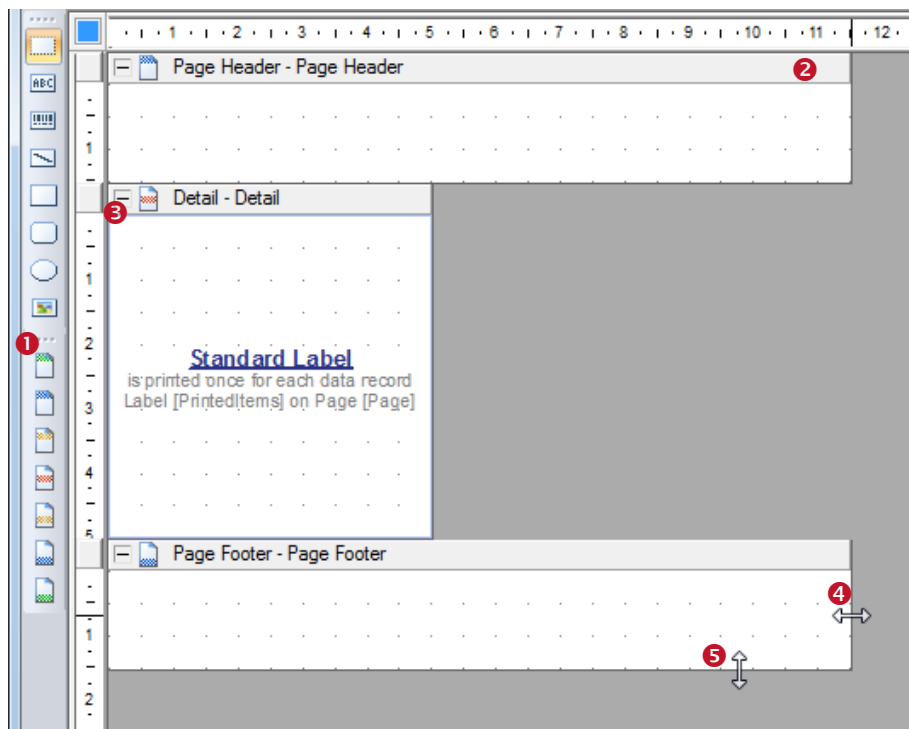 1 2 3 4 5 6 7 8 9 10 11 12
Page Header - Page Header
2
ABC
1
Detail - Detail
3
1
1
2
Standard Label
is printed once for each data record
3
Label [PrintedItems] on Page [Page]
4
5
Page Footer - Page Footer
4
1
5
2